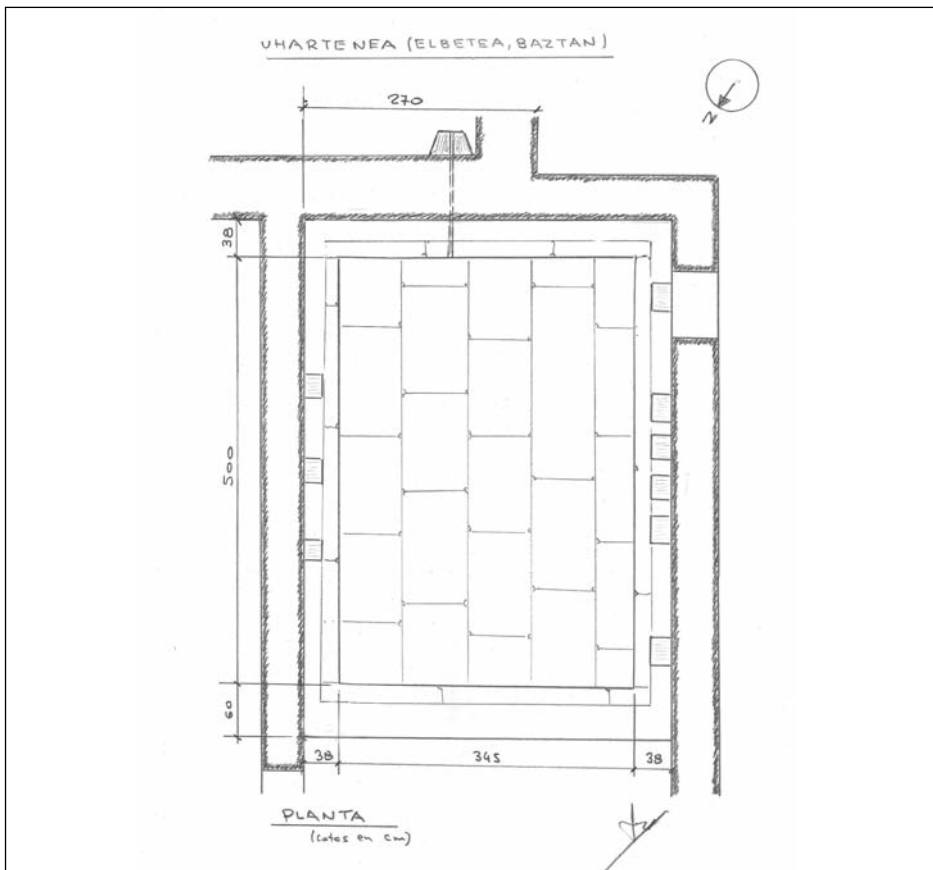 UHARTENEA (ELBETEA, BAZTAN)
270
N
38
500
60
38
345
38
PLANTA
(cotas en cm)